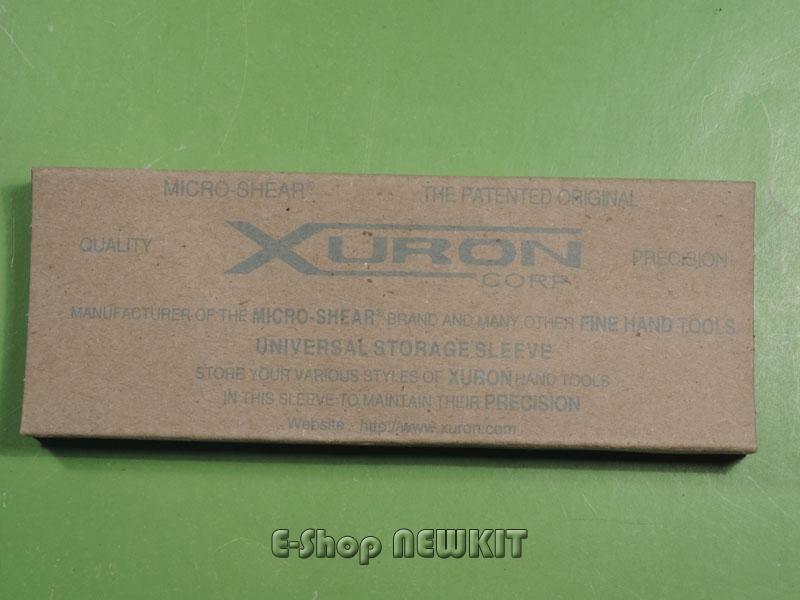 MICRO-SHEAR® THE PATENTED ORIGINAL
QUALITY XURON PRECISION
CORP
MANUFACTURER OF THE MICRO-SHEAR® BRAND AND MANY OTHER FINE HAND TOOLS
UNIVERSAL STORAGE SLEEVE
STORE YOUR VARIOUS STYLES OF XURON HAND TOOLS
IN THIS SLEEVE TO MAINTAIN THEIR PRECISION
Website - http://www.xuron.com
E-Shop NEWKIT